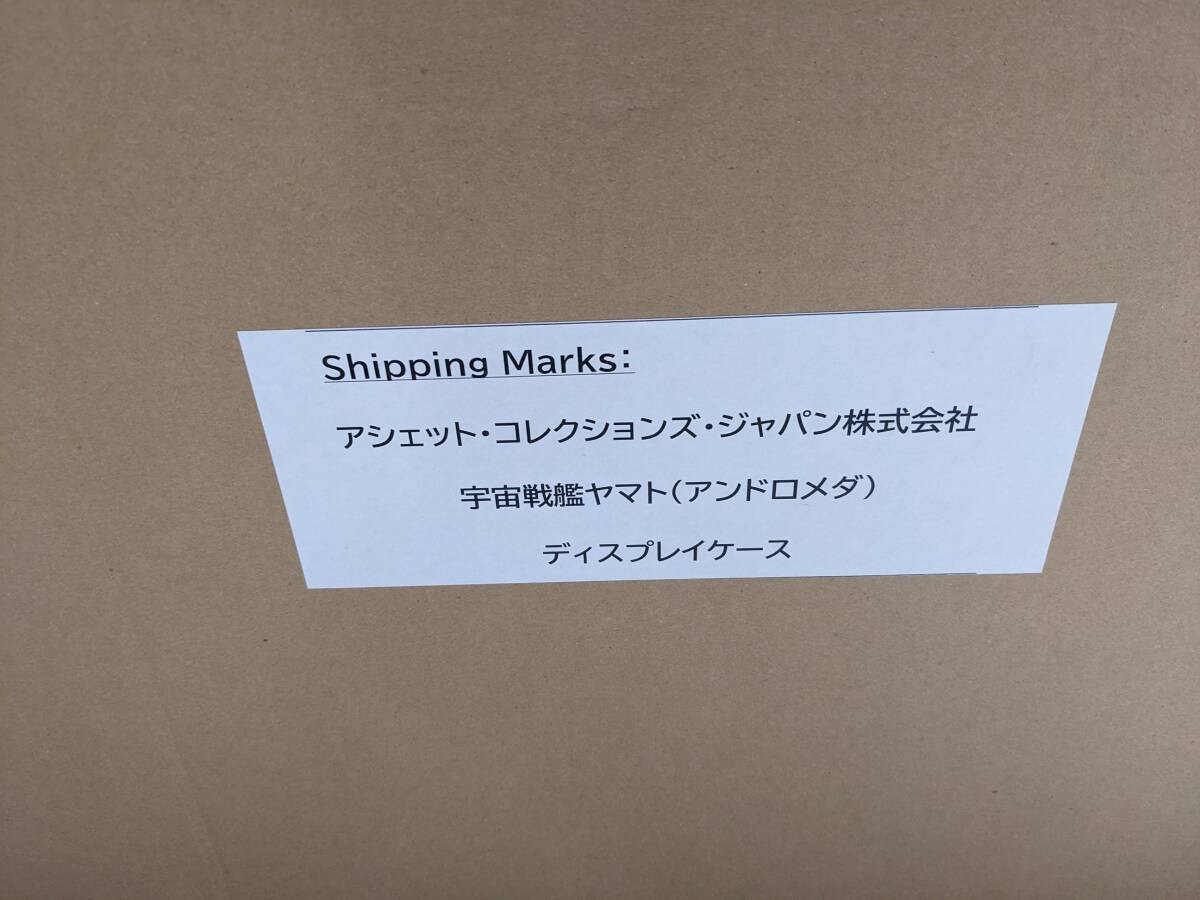 Shipping Marks:
アシェット・コレクションズ・ジャパン株式会社
宇宙戦艦ヤマト(アンドロメダ)
ディスプレイケース